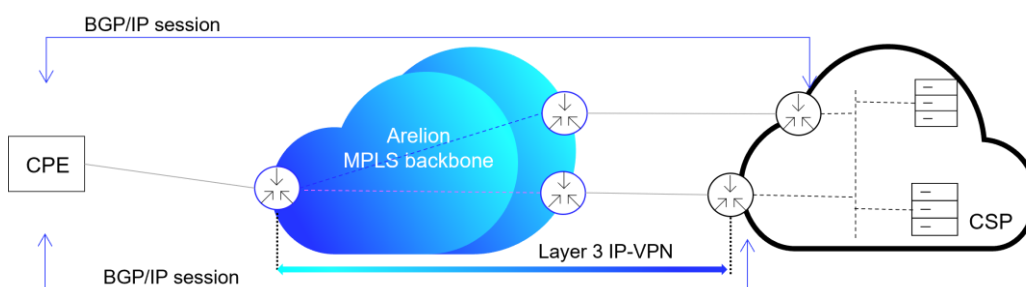 BGP/IP session
Arelion
MPLS backbone
CPE
CSP
Layer 3 IP-VPN
BGP/IP session